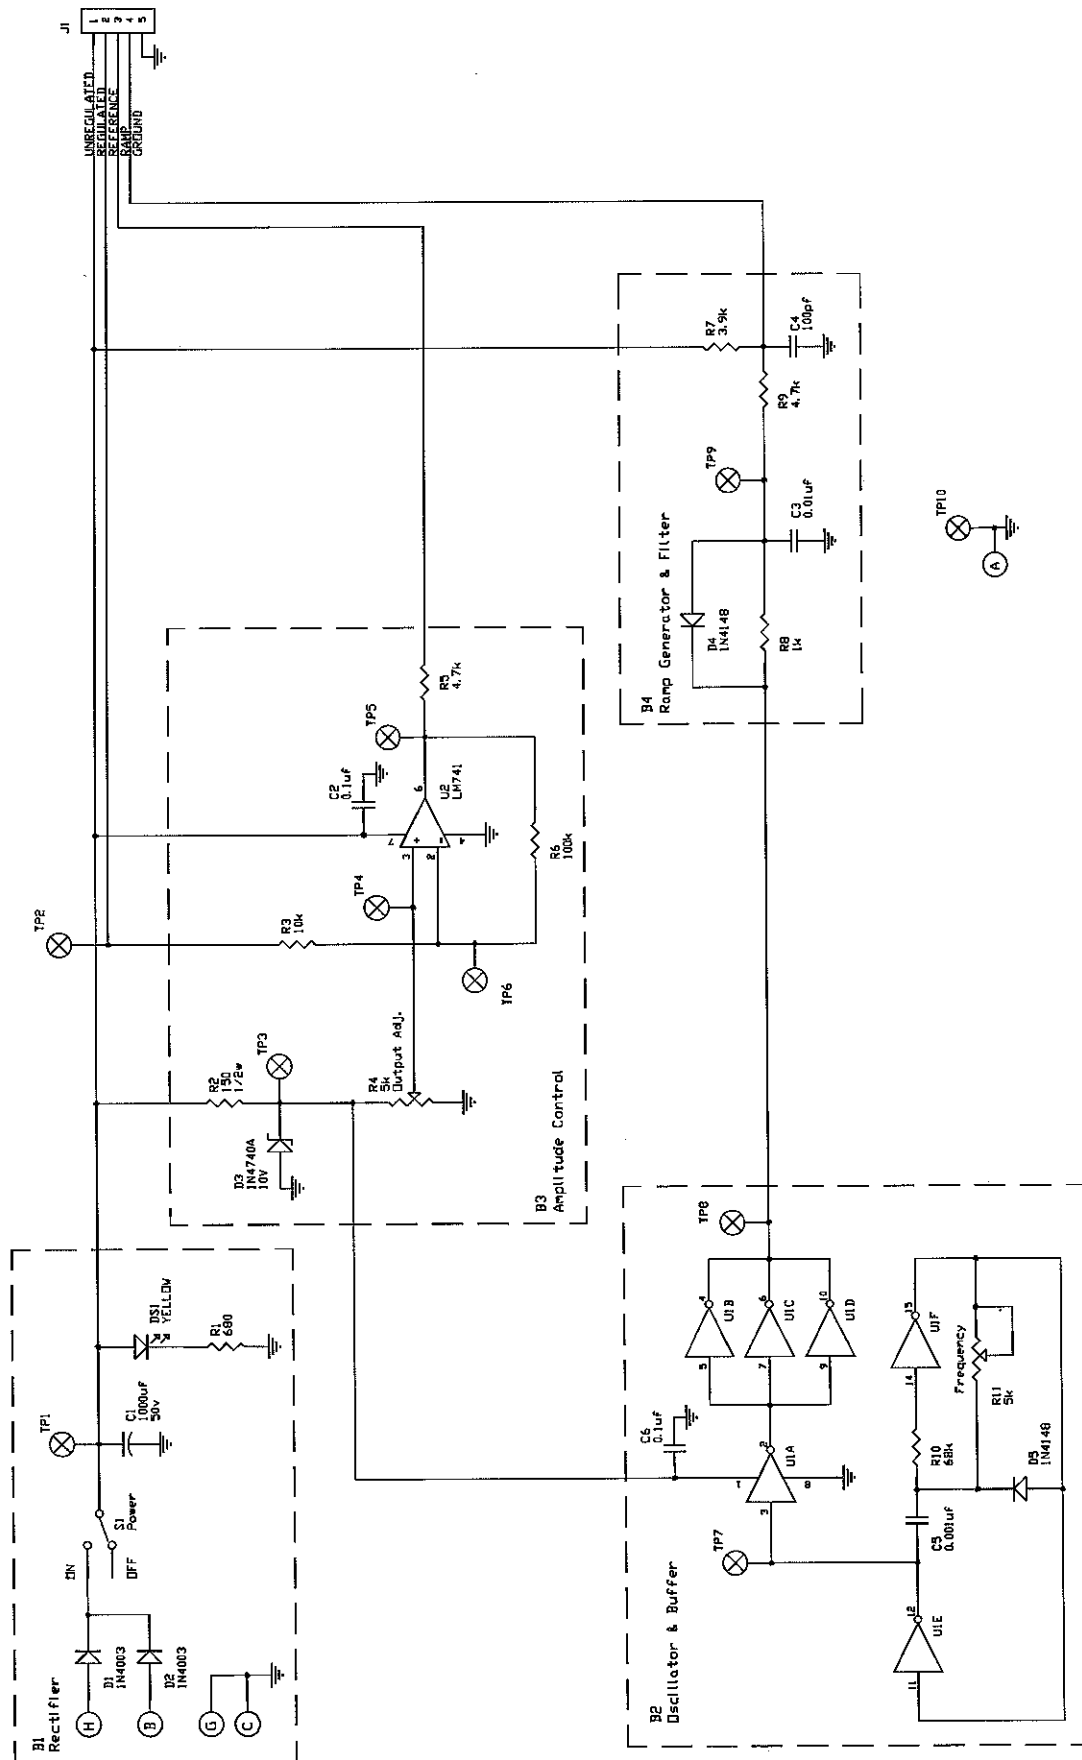 J1
1
2
3
4
5
UNREGULATED
REGULATED
REFERENCE
RAMP
GROUND
B1
Rectifier
H
B
G
C
D1
1N4003
D2
1N4003
ON
OFF
S1
Power
TP1
C1
1000uF
50v
DS1
YELLOW
R1
680
TP2
B3
Amplitude Control
R2
150
1/2w
D3
1N4740A
10V
TP3
R4
5k
Output Adj.
R3
10k
TP4
TP6
3
2
7
4
6
+
-
C2
0.1uf
U2
LM741
TP5
R6
100k
R5
4.7k
B2
Oscillator & Buffer
11
12
U1E
TP7
3
1
8
2
U1A
C6
0.1uf
5
4
U1B
7
6
U1C
9
10
U1D
TP8
C5
0.001uf
R10
68k
14
15
U1F
Frequency
R11
5k
D5
1N4148
B4
Ramp Generator & Filter
D4
1N4148
R8
1k
C3
0.01uf
TP9
R9
4.7k
R7
3.9k
C4
100pf
TP10
A